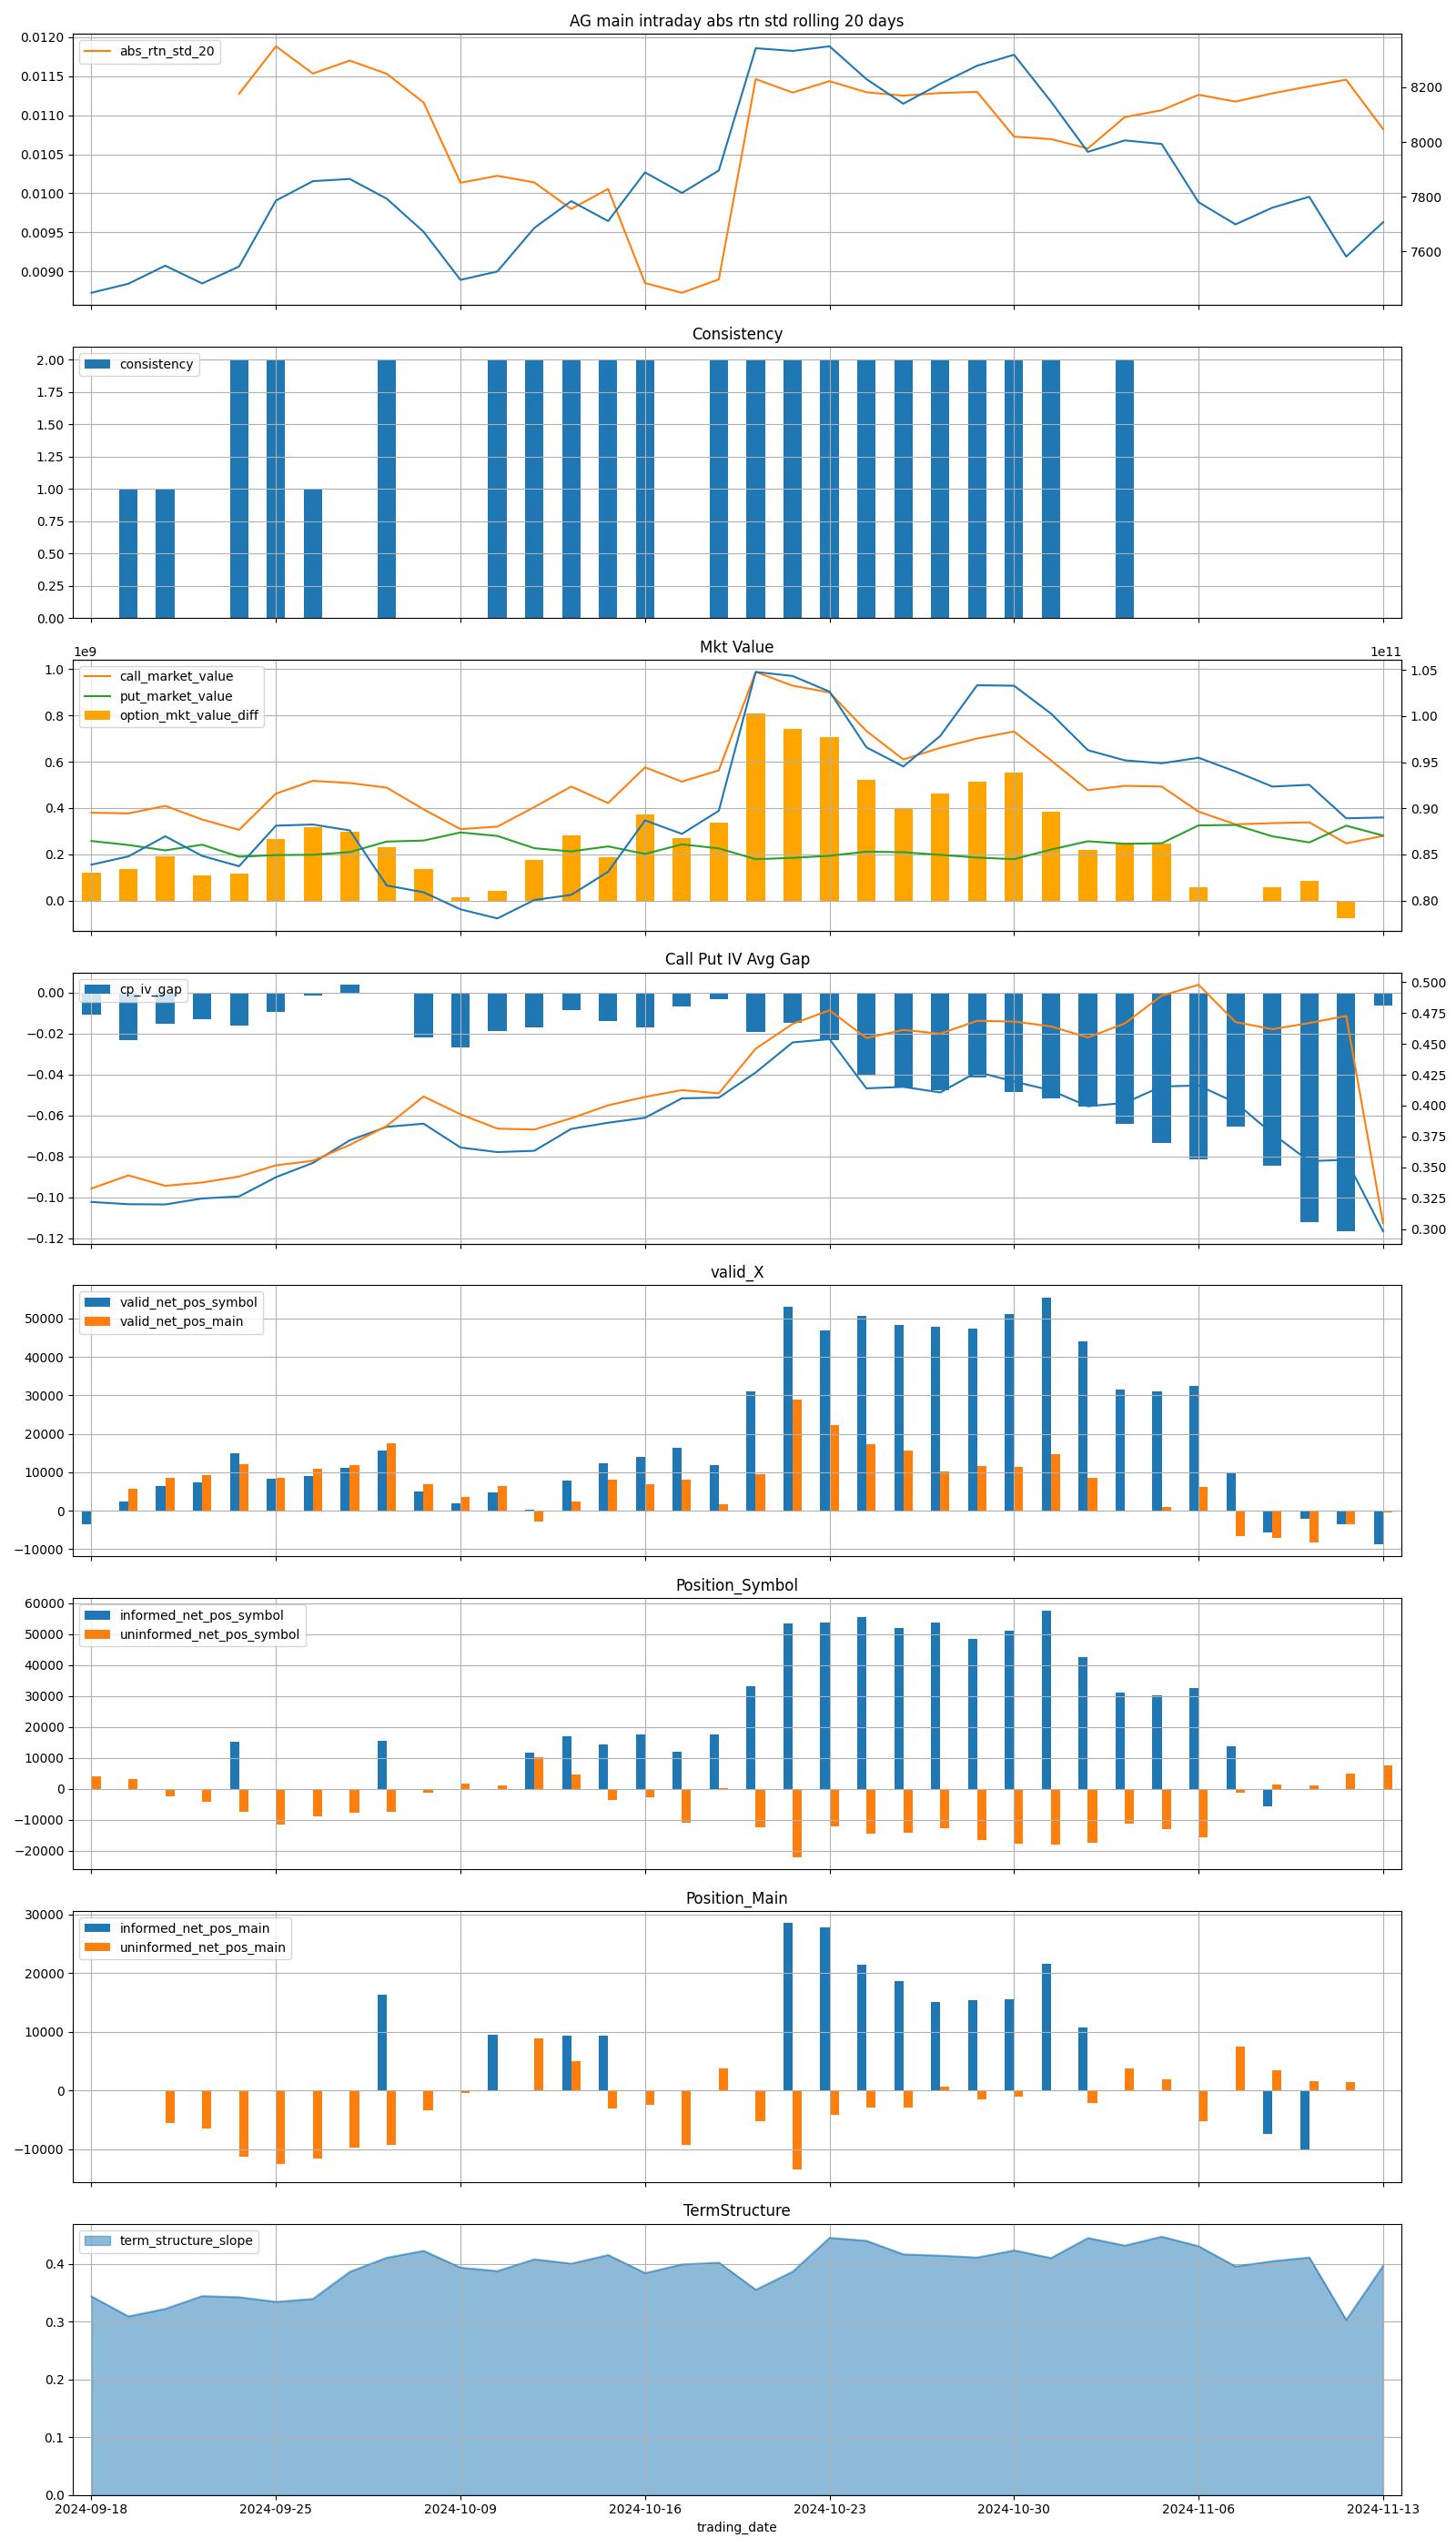 AG main intraday abs rtn std rolling 20 days
abs_rtn_std_20
0.0120
0.0115
0.0110
0.0105
0.0100
0.0095
0.0090
8200
8000
7800
7600
Consistency
consistency
2.00
1.75
1.50
1.25
1.00
0.75
0.50
0.25
0.00
Mkt Value
1e9
1e11
call_market_value
put_market_value
option_mkt_value_diff
1.0
0.8
0.6
0.4
0.2
0.0
1.05
1.00
0.95
0.90
0.85
0.80
Call Put IV Avg Gap
cp_iv_gap
0.00
−0.02
−0.04
−0.06
−0.08
−0.10
−0.12
0.500
0.475
0.450
0.425
0.400
0.375
0.350
0.325
0.300
valid_X
valid_net_pos_symbol
valid_net_pos_main
50000
40000
30000
20000
10000
0
−10000
Position_Symbol
informed_net_pos_symbol
uninformed_net_pos_symbol
60000
50000
40000
30000
20000
10000
0
−10000
−20000
Position_Main
informed_net_pos_main
uninformed_net_pos_main
30000
20000
10000
0
−10000
TermStructure
term_structure_slope
0.4
0.3
0.2
0.1
0.0
2024-09-18 2024-09-25 2024-10-09 2024-10-16 2024-10-23 2024-10-30 2024-11-06 2024-11-13
trading_date